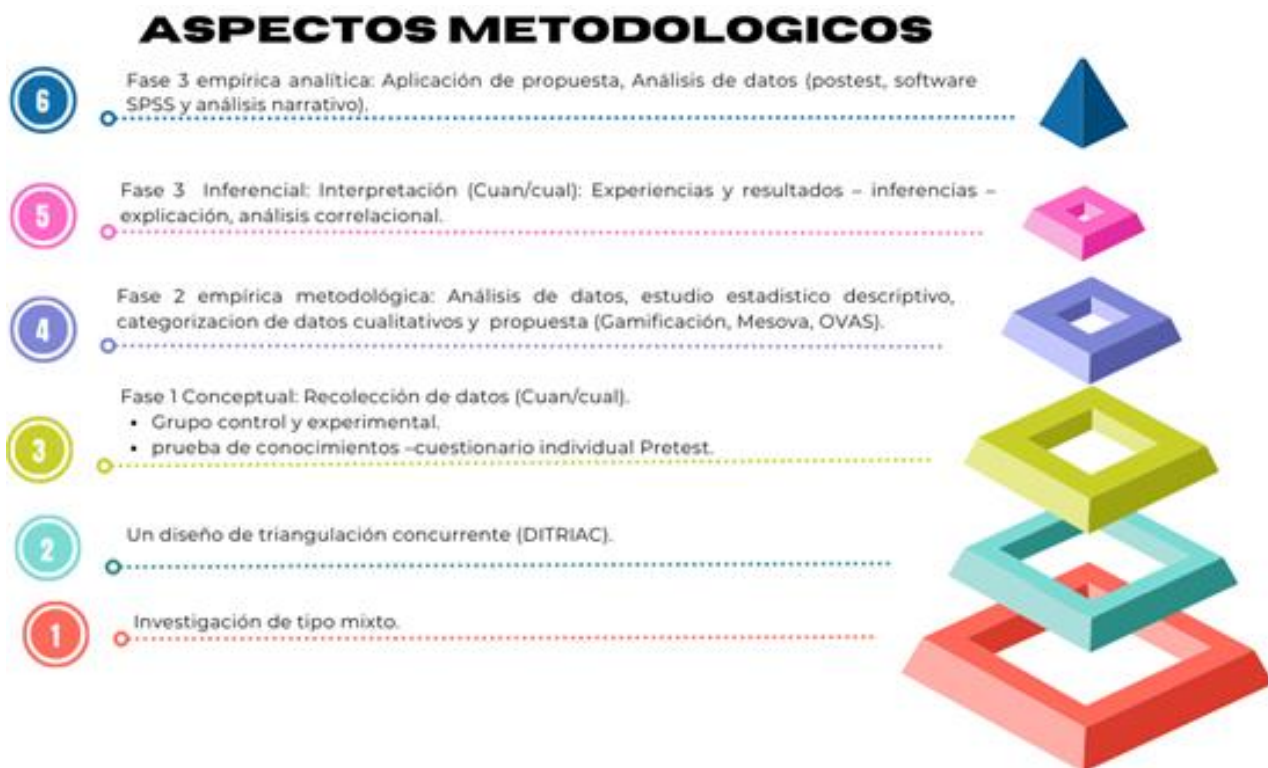 ASPECTOS METODOLOGICOS
6
Fase 3 empírica analítica: Aplicación de propuesta, Análisis de datos (postest, software
SPSS y análisis narrativo).
5
Fase 3 Inferencial: Interpretación (Cuan/cual): Experiencias y resultados – inferencias –
explicación, análisis correlacional.
4
Fase 2 empírica metodológica: Análisis de datos, estudio estadistico descriptivo,
categorizacion de datos cualitativos y propuesta (Gamificación, Mesova, OVAS).
3
Fase 1 Conceptual: Recolección de datos (Cuan/cual).
• Grupo control y experimental.
• prueba de conocimientos –cuestionario individual Pretest.
2
Un diseño de triangulación concurrente (DITRIAC).
1
Investigación de tipo mixto.